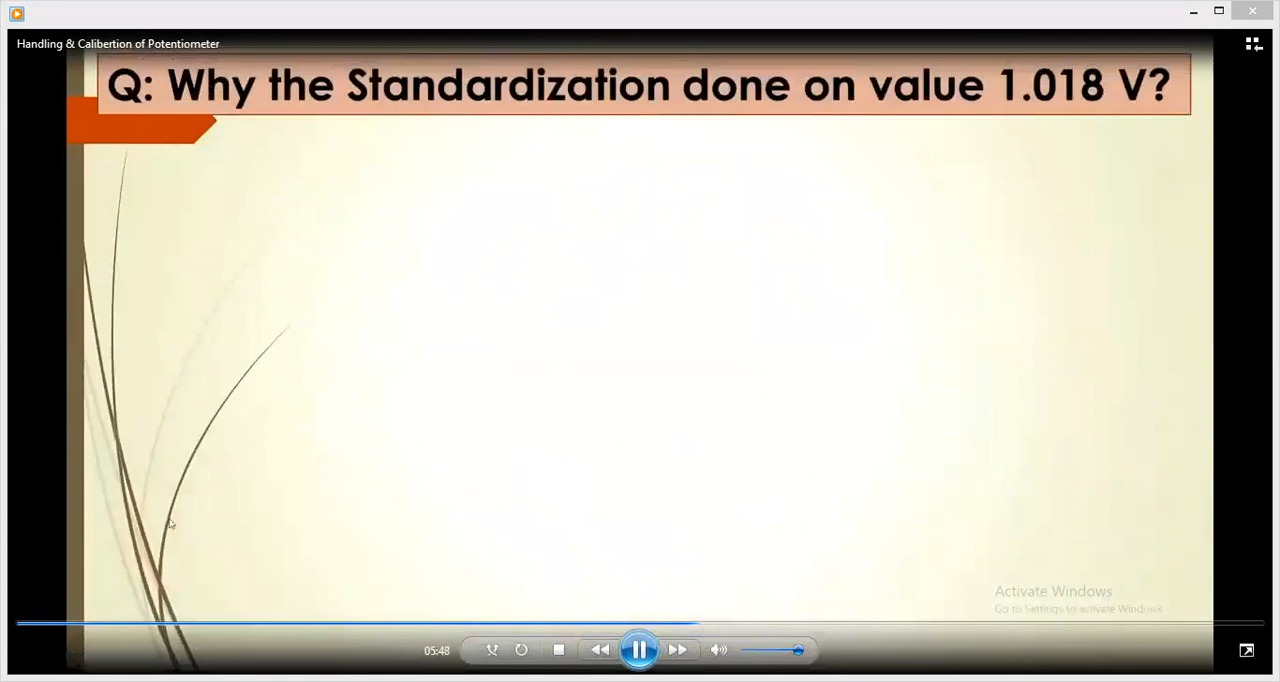 Handling & Calibertion of Potentiometer
Q: Why the Standardization done on value 1.018 V?
Activate Windows
Go to Settings to activate Windows.
05:48